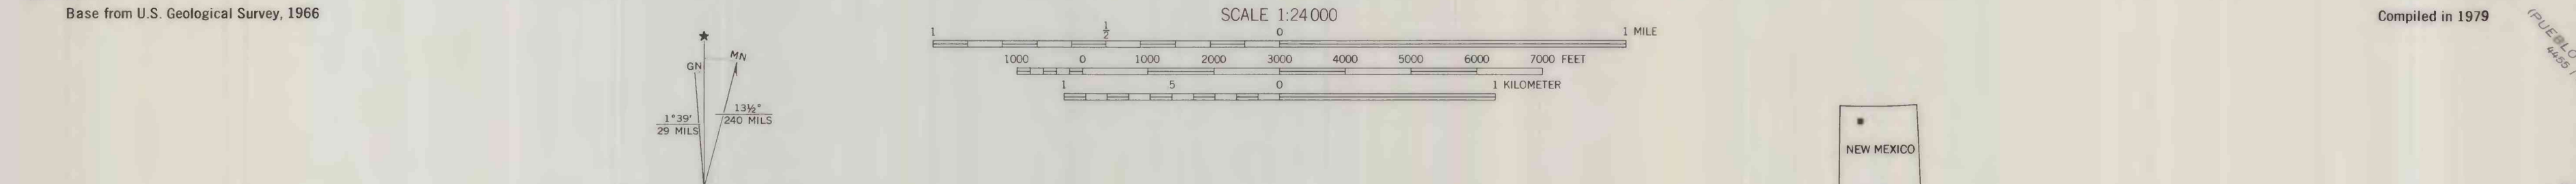 Base from U.S. Geological Survey, 1966
SCALE 1:24 000
Compiled in 1979
1 ½ 0 1 MILE
1000 0 1000 2000 3000 4000 5000 6000 7000 FEET
1 .5 0 1 KILOMETER
GN
MN
1°39'
29 MILS
13½°
240 MILS
NEW MEXICO
(PUEBLO
4455